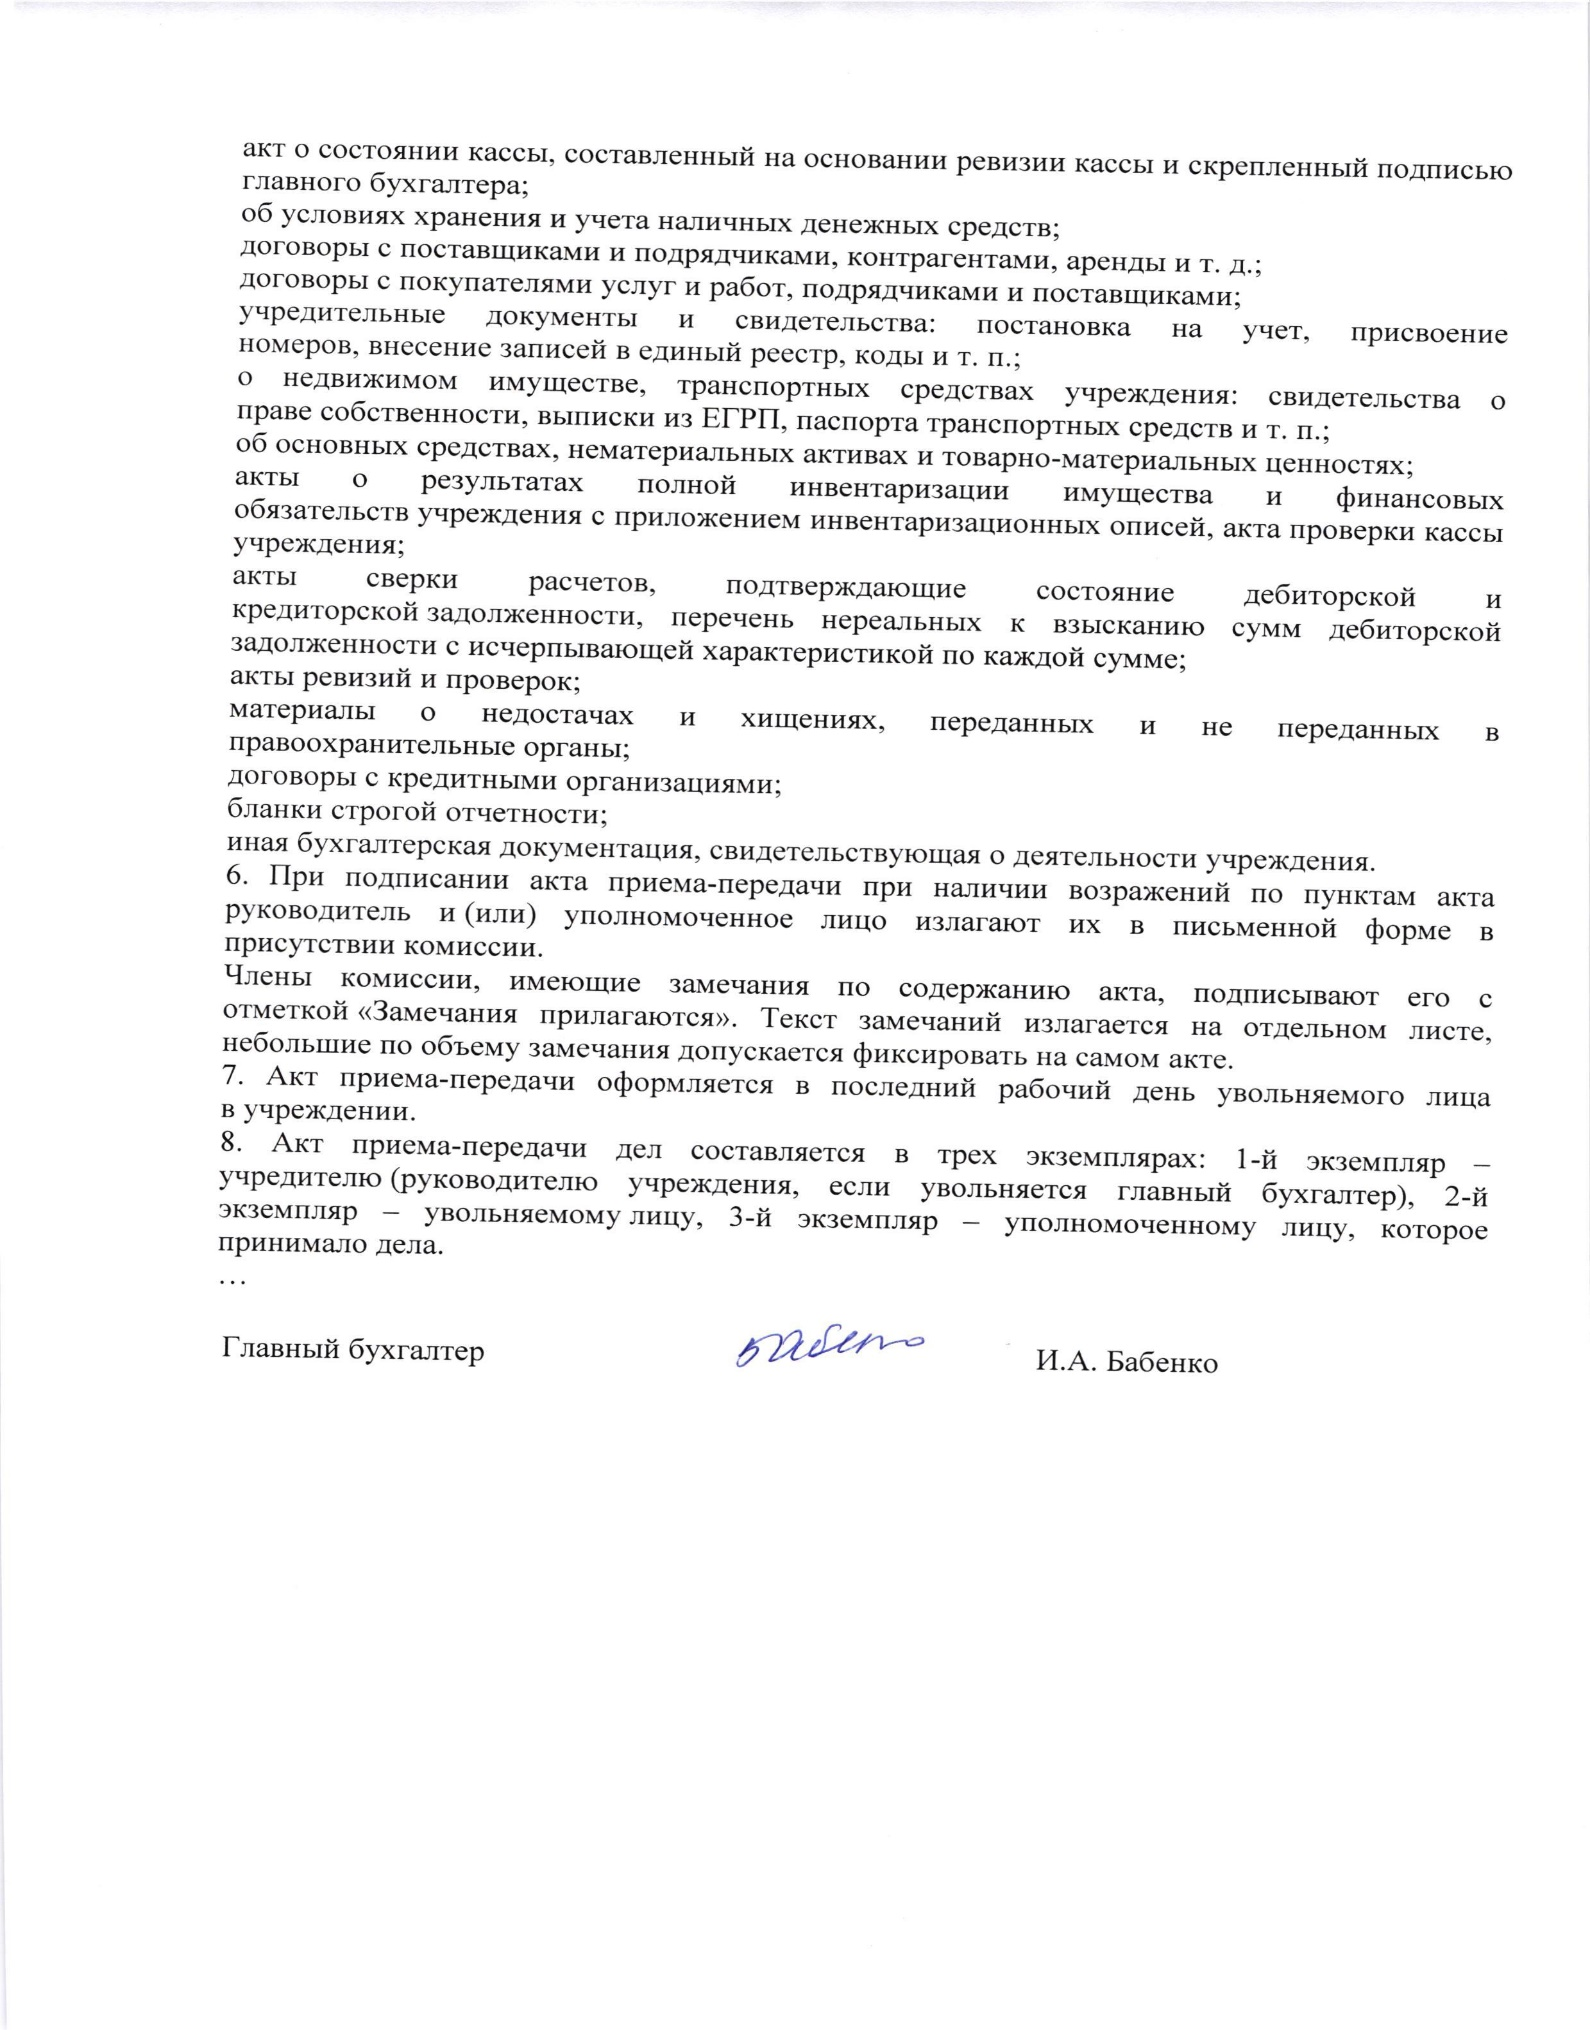 акт о состоянии кассы, составленный на основании ревизии кассы и скрепленный подписью
главного бухгалтера;
об условиях хранения и учета наличных денежных средств;
договоры с поставщиками и подрядчиками, контрагентами, аренды и т. д.;
договоры с покупателями услуг и работ, подрядчиками и поставщиками;
учредительные документы и свидетельства: постановка на учет, присвоение
номеров, внесение записей в единый реестр, коды и т. п.;
о недвижимом имуществе, транспортных средствах учреждения: свидетельства о
праве собственности, выписки из ЕГРП, паспорта транспортных средств и т. п.;
об основных средствах, нематериальных активах и товарно-материальных ценностях;
акты о результатах полной инвентаризации имущества и финансовых
обязательств учреждения с приложением инвентаризационных описей, акта проверки кассы
учреждения;
акты сверки расчетов, подтверждающие состояние дебиторской и
кредиторской задолженности, перечень нереальных к взысканию сумм дебиторской
задолженности с исчерпывающей характеристикой по каждой сумме;
акты ревизий и проверок;
материалы о недостачах и хищениях, переданных и не переданных в
правоохранительные органы;
договоры с кредитными организациями;
бланки строгой отчетности;
иная бухгалтерская документация, свидетельствующая о деятельности учреждения.
6. При подписании акта приема-передачи при наличии возражений по пунктам акта
руководитель и (или) уполномоченное лицо излагают их в письменной форме в
присутствии комиссии.
Члены комиссии, имеющие замечания по содержанию акта, подписывают его с
отметкой «Замечания прилагаются». Текст замечаний излагается на отдельном листе,
небольшие по объему замечания допускается фиксировать на самом акте.
7. Акт приема-передачи оформляется в последний рабочий день увольняемого лица
в учреждении.
8. Акт приема-передачи дел составляется в трех экземплярах: 1-й экземпляр –
учредителю (руководителю учреждения, если увольняется главный бухгалтер), 2-й
экземпляр – увольняемому лицу, 3-й экземпляр – уполномоченному лицу, которое
принимало дела.
…
Главный бухгалтер Бабенко И.А. Бабенко